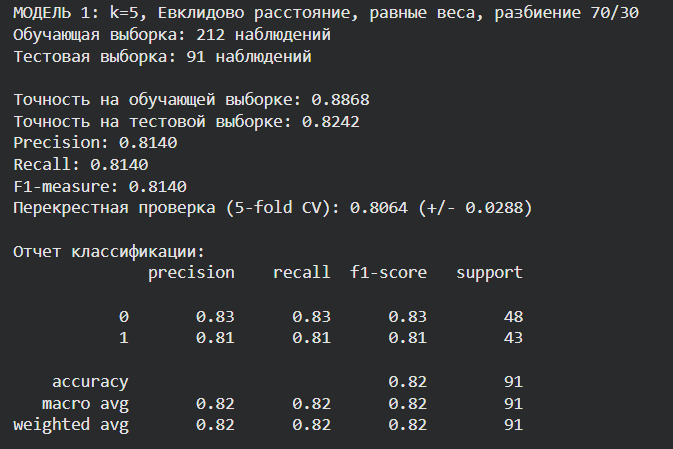 МОДЕЛЬ 1: k=5, Евклидово расстояние, равные веса, разбиение 70/30
Обучающая выборка: 212 наблюдений
Тестовая выборка: 91 наблюдений
Точность на обучающей выборке: 0.8868
Точность на тестовой выборке: 0.8242
Precision: 0.8140
Recall: 0.8140
F1-measure: 0.8140
Перекрестная проверка (5-fold CV): 0.8064 (+/- 0.0288)
Отчет классификации:
precision recall f1-score support
0 0.83 0.83 0.83 48
1 0.81 0.81 0.81 43
accuracy 0.82 91
macro avg 0.82 0.82 0.82 91
weighted avg 0.82 0.82 0.82 91